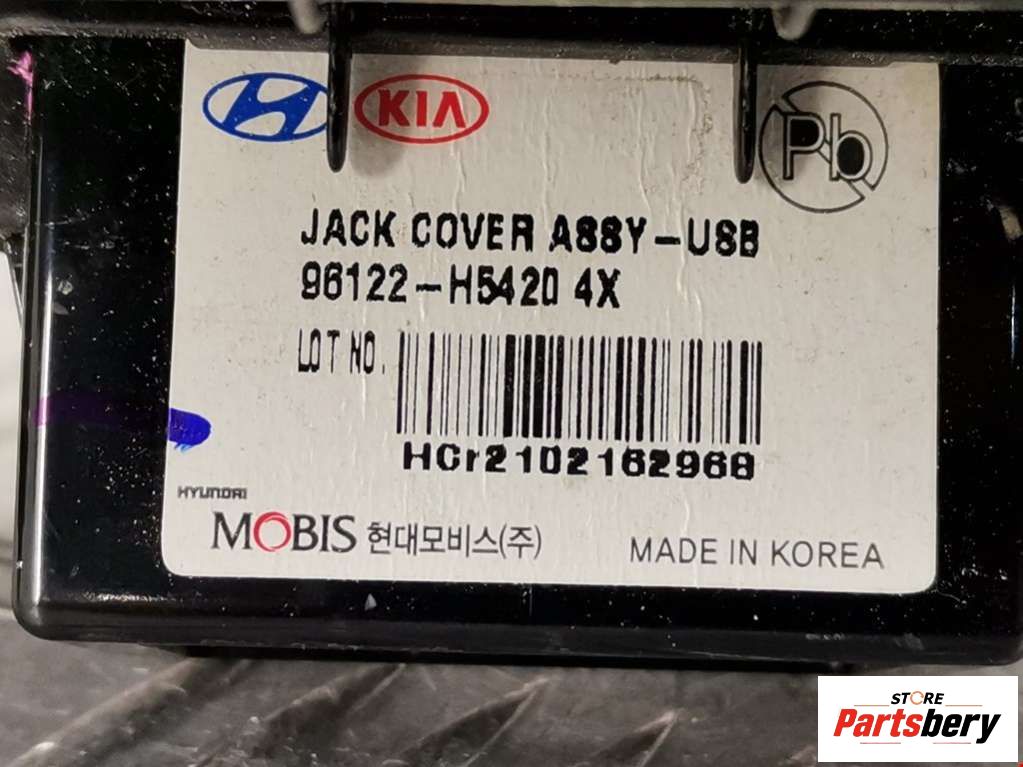 KIA
Pb
JACK COVER ASSY-USB
96122-H5420 4X
LOT NO.
HCr2102162968
HYUNDAI
MOBIS 현대모비스(주)
MADE IN KOREA
STORE
Partsbery